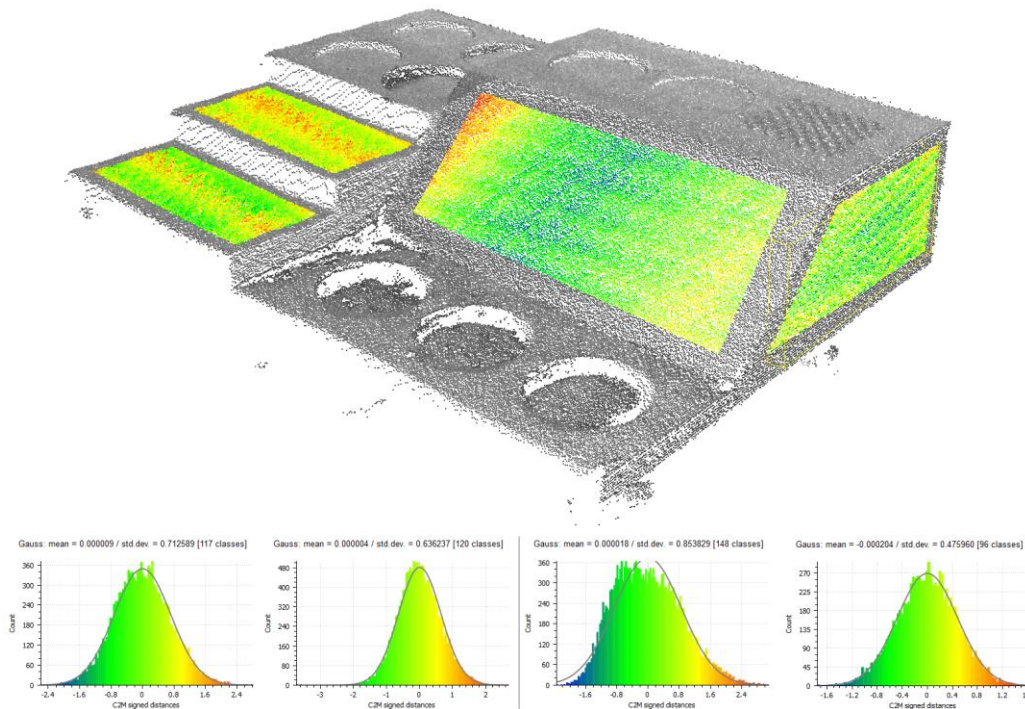 Gauss: mean = 0.000009 / std.dev. = 0.712589 [117 classes]
360
300
240
180
120
60
0
Count
-2.4 -1.6 -0.8 0 0.8 1.6 2.4
C2M signed distances
Gauss: mean = 0.000004 / std.dev. = 0.636237 [120 classes]
480
400
320
240
160
80
0
Count
-3 -2 -1 0 1 2
C2M signed distances
Gauss: mean = 0.000018 / std.dev. = 0.853829 [148 classes]
360
300
240
180
120
60
0
Count
-1.6 -0.8 0 0.8 1.6 2.4
C2M signed distances
Gauss: mean = -0.000204 / std.dev. = 0.475960 [96 classes]
270
225
180
135
90
45
0
Count
-1.6 -1.2 -0.8 -0.4 0 0.4 0.8 1.2
C2M signed distances